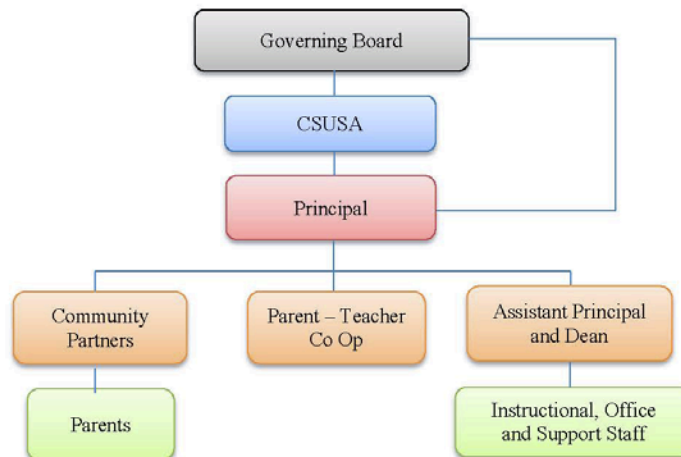 Governing Board
CSUSA
Principal
Community
Partners
Parent – Teacher
Co Op
Assistant Principal
and Dean
Parents
Instructional, Office
and Support Staff